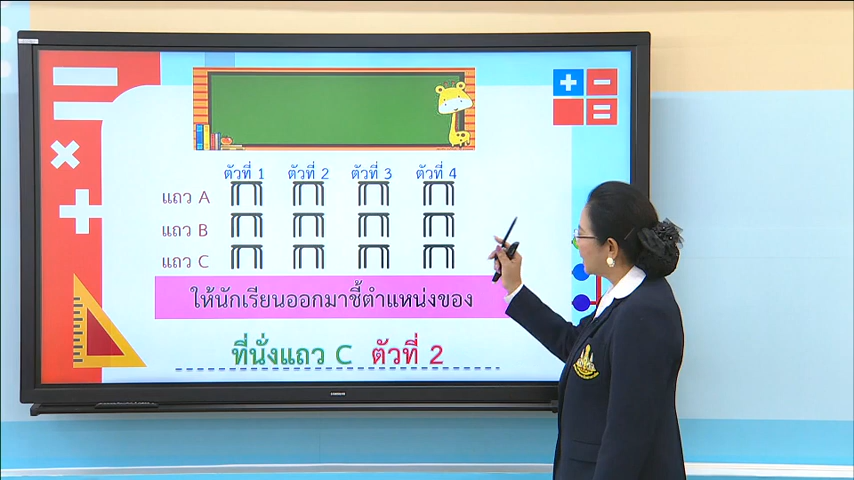 ตัวที่ 1 ตัวที่ 2 ตัวที่ 3 ตัวที่ 4
แถว A
แถว B
แถว C
ให้นักเรียนออกมาชี้ตำแหน่งของ
ที่นั่งแถว C ตัวที่ 2